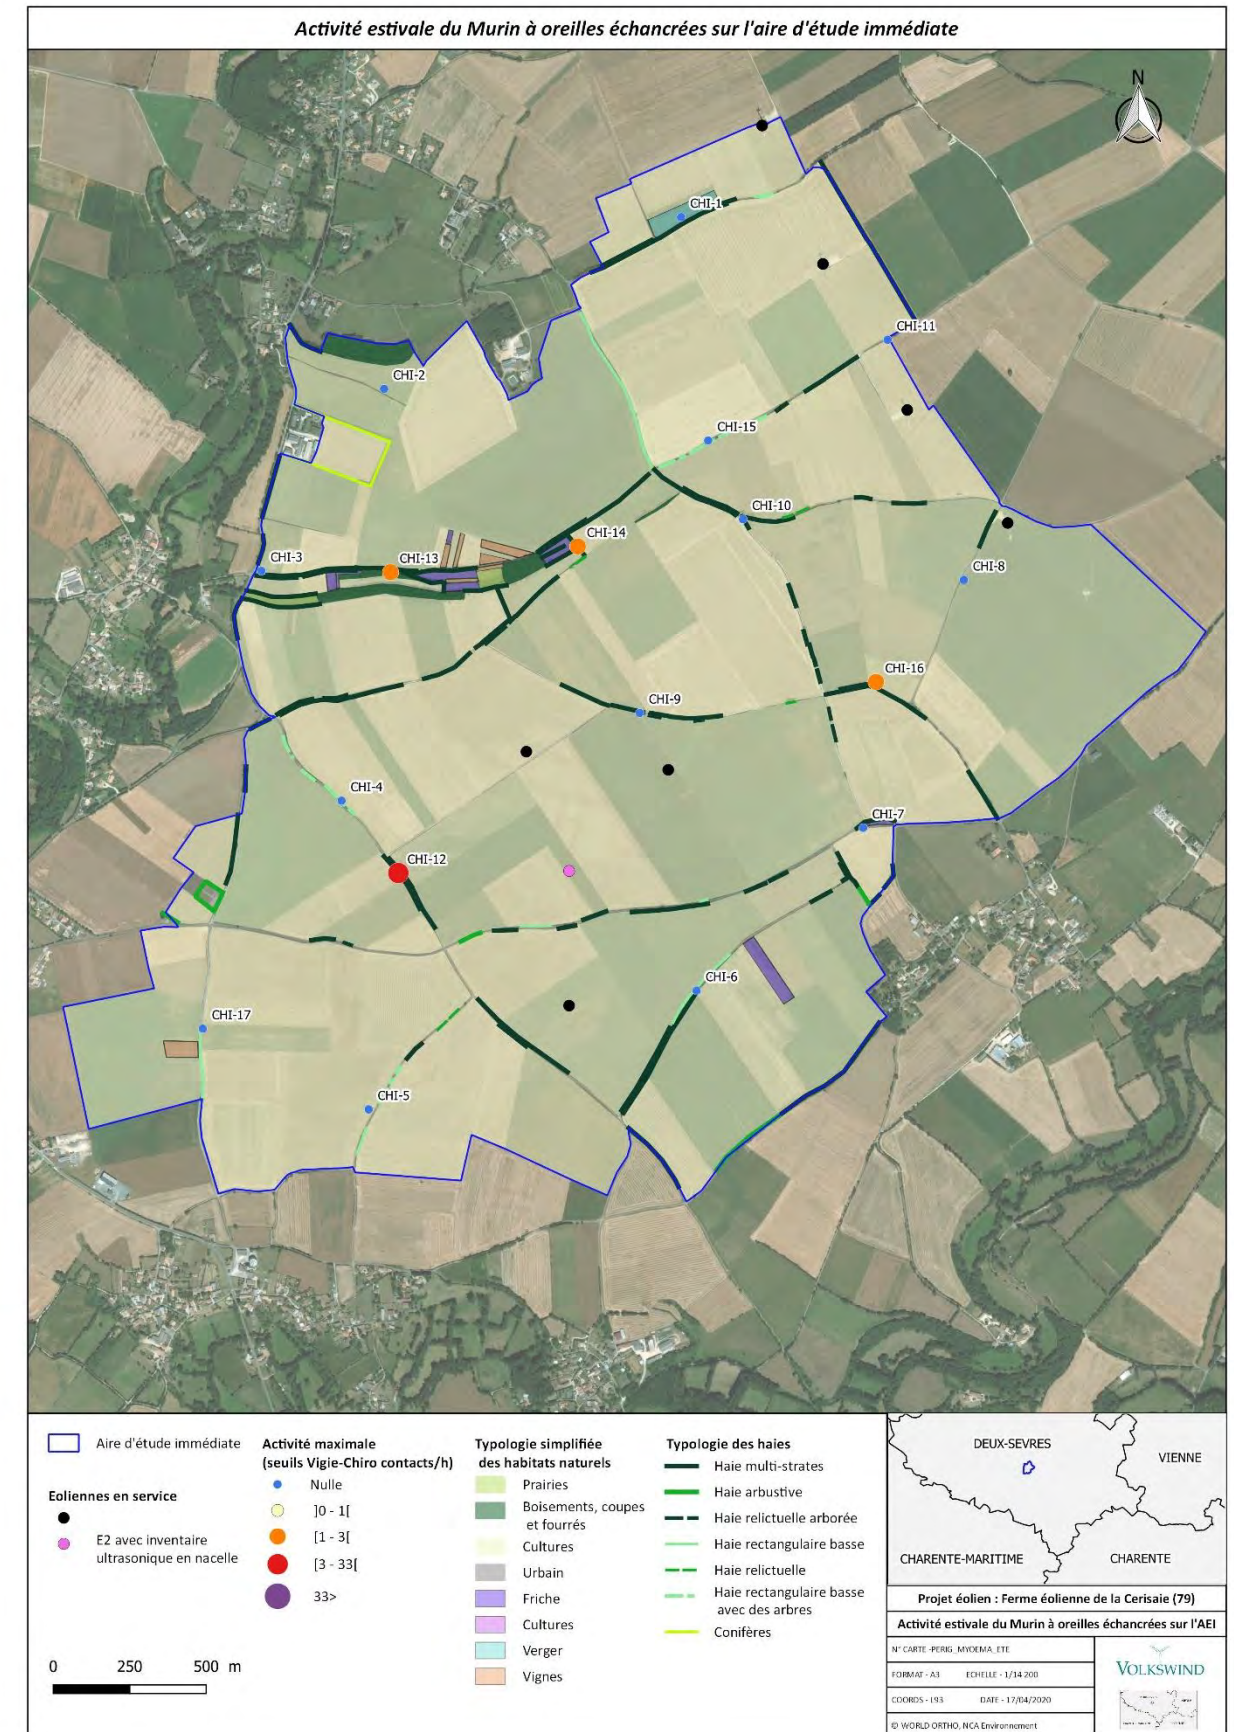 Activité estivale du Murin à oreilles échancrées sur l'aire d'étude immédiate
N
CHI-1
CHI-11
CHI-2
CHI-15
CHI-10
CHI-14
CHI-3
CHI-13
CHI-8
CHI-16
CHI-9
CHI-4
CHI-7
CHI-12
CHI-6
CHI-17
CHI-5
Aire d'étude immédiate
Eoliennes en service
E2 avec inventaire
ultrasonique en nacelle
0 250 500 m
Activité maximale
(seuils Vigie-Chiro contacts/h)
Nulle
]0 - 1[
[1 - 3[
[3 - 33[
33>
Typologie simplifiée
des habitats naturels
Prairies
Boisements, coupes
et fourrés
Cultures
Urbain
Friche
Cultures
Verger
Vignes
Typologie des haies
Haie multi-strates
Haie arbustive
Haie relictuelle arborée
Haie rectangulaire basse
Haie relictuelle
Haie rectangulaire basse
avec des arbres
Conifères
DEUX-SEVRES
VIENNE
CHARENTE-MARITIME
CHARENTE
Projet éolien : Ferme éolienne de la Cerisaie (79)
Activité estivale du Murin à oreilles échancrées sur l'AEI
N° CARTE -PERIG_MYOEMA_ETE
FORMAT - A3 ECHELLE - 1/14 200
COORDS - L93 DATE - 17/04/2020
© WORLD ORTHO, NCA Environnement
VOLKSWIND